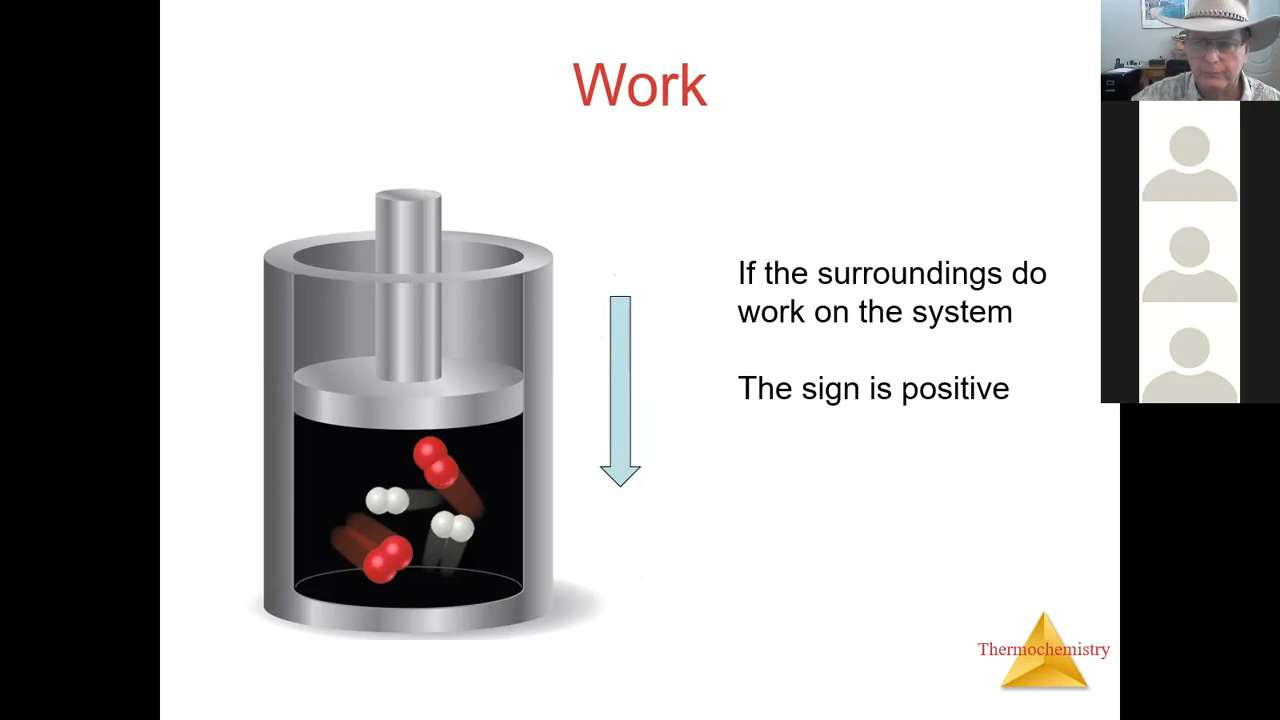 Work
If the surroundings do
work on the system
The sign is positive
Thermochemistry